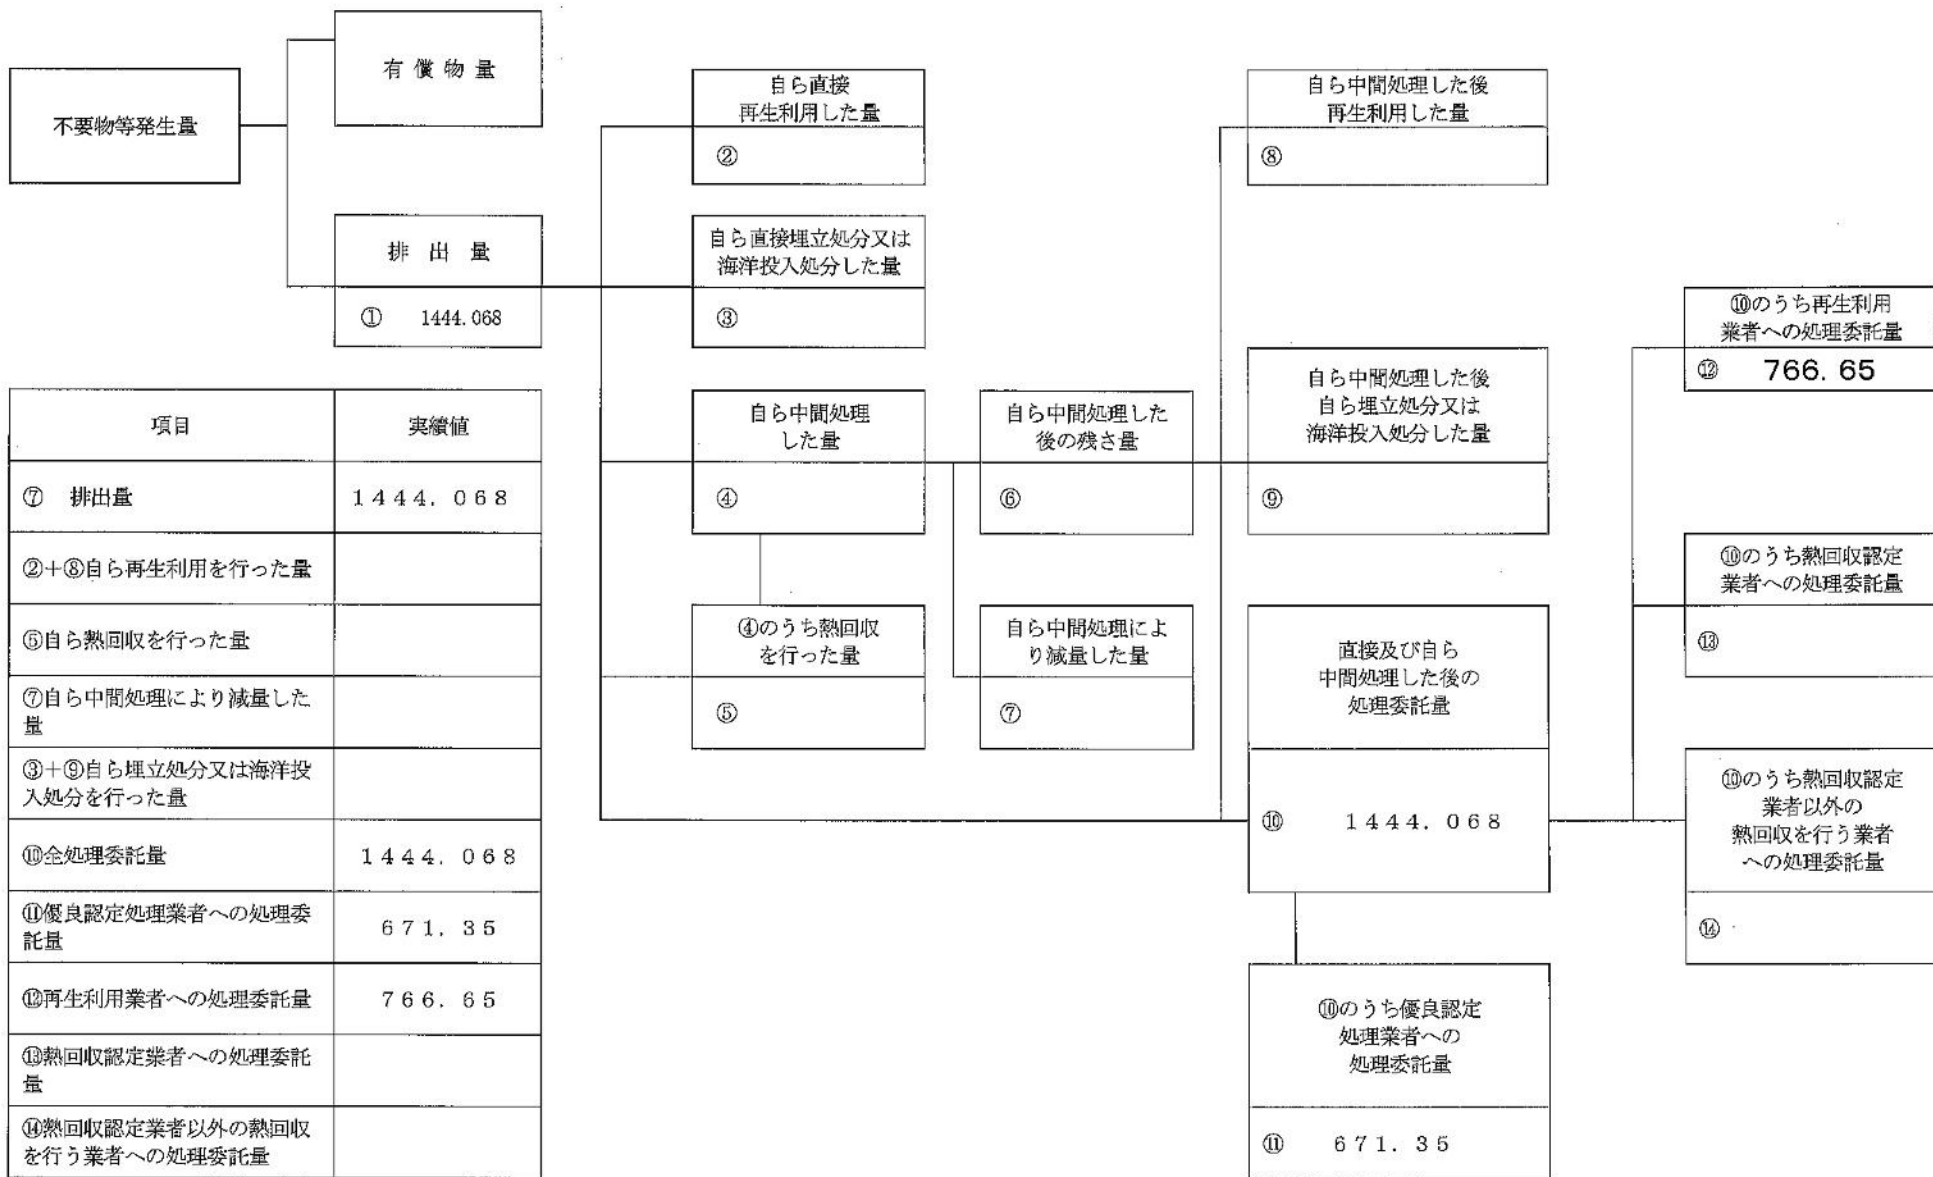 不要物等発生量
有償物量
排出量
① 1444.068
自ら直接
再生利用した量
②
自ら直接埋立処分又は
海洋投入処分した量
③
自ら中間処理
した量
④
④のうち熱回収
を行った量
⑤
自ら中間処理した
後の残さ量
⑥
自ら中間処理によ
り減量した量
⑦
自ら中間処理した後
再生利用した量
⑧
自ら中間処理した後
自ら埋立処分又は
海洋投入処分した量
⑨
直接及び自ら
中間処理した後の
処理委託量
⑩ 1444.068
⑩のうち優良認定
処理業者への
処理委託量
⑪ 671.35
⑩のうち再生利用
業者への処理委託量
⑫ 766.65
⑩のうち熱回収認定
業者への処理委託量
⑬
⑩のうち熱回収認定
業者以外の
熱回収を行う業者
への処理委託量
⑭
項目 実績値
⑦ 排出量 1444.068
②+⑧自ら再生利用を行った量
⑤自ら熱回収を行った量
⑦自ら中間処理により減量した
量
③+⑨自ら埋立処分又は海洋投
入処分を行った量
⑩全処理委託量 1444.068
⑪優良認定処理業者への処理委
託量 671.35
⑫再生利用業者への処理委託量 766.65
⑬熱回収認定業者への処理委託
量
⑭熱回収認定業者以外の熱回収
を行う業者への処理委託量